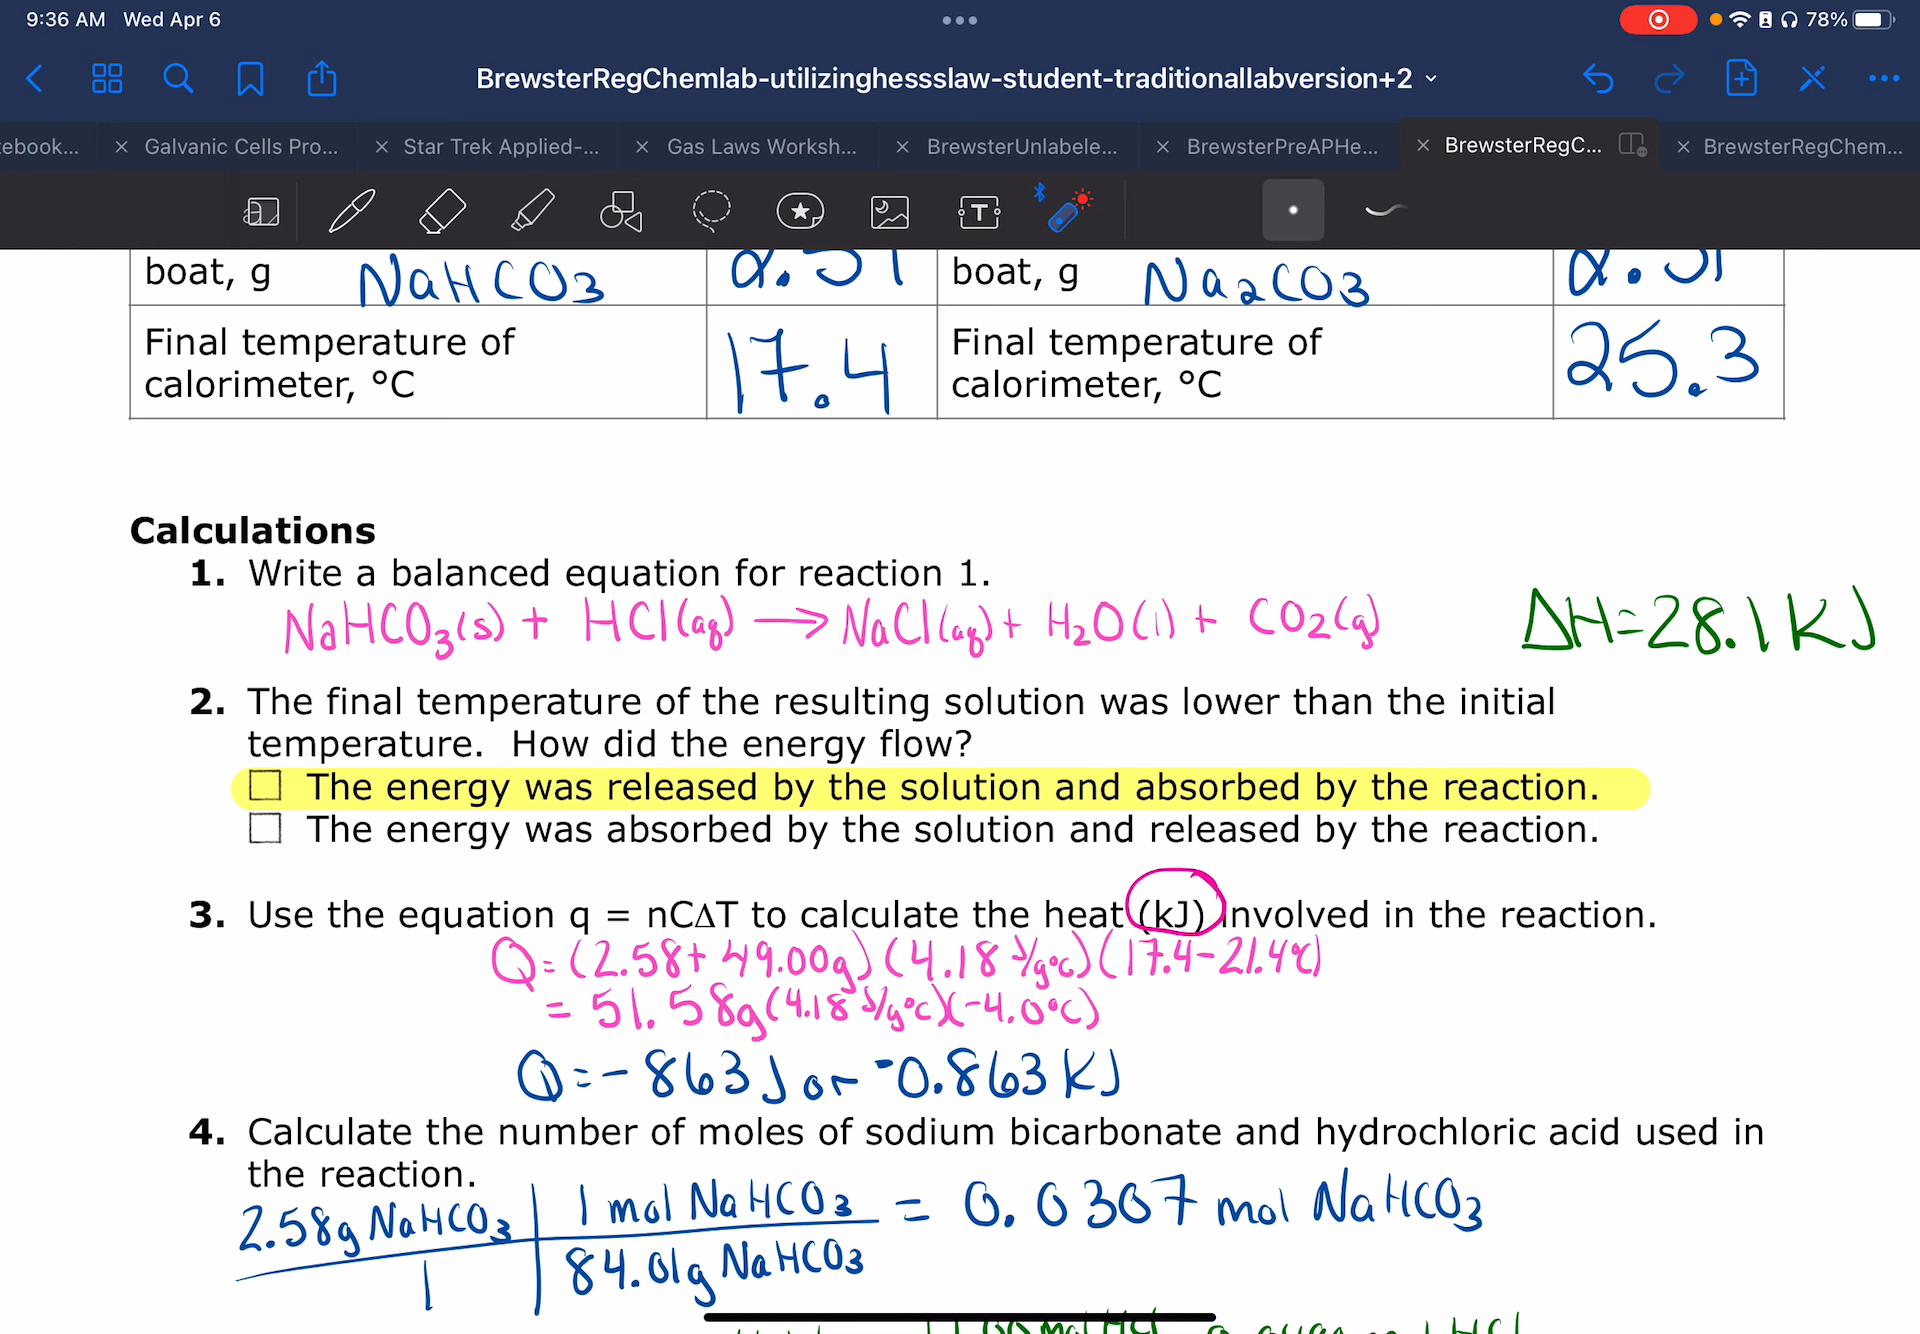 9:36 AM Wed Apr 6
78%
BrewsterRegChemlab-utilizinghessslaw-student-traditionallabversion+2
ebook...
Galvanic Cells Pro...
Star Trek Applied-...
Gas Laws Worksh...
BrewsterUnlabele...
BrewsterPreAPHe...
BrewsterRegC...
BrewsterRegChem...
boat, g NaHCO3 boat, g Na2CO3
Final temperature of calorimeter, °C 17.4 Final temperature of calorimeter, °C 25.3
Calculations
1. Write a balanced equation for reaction 1.
NaHCO3(s) + HCl(aq) → NaCl(aq) + H2O(l) + CO2(g) ΔH=28.1KJ
2. The final temperature of the resulting solution was lower than the initial
temperature. How did the energy flow?
The energy was released by the solution and absorbed by the reaction.
The energy was absorbed by the solution and released by the reaction.
3. Use the equation q = nCΔT to calculate the heat (kJ) involved in the reaction.
Q=(2.58+49.00g)(4.18 J/g°C)(17.4-21.4°C)
= 51.58g(4.18 J/g°C)(-4.0°C)
Q=-863J or -0.863KJ
4. Calculate the number of moles of sodium bicarbonate and hydrochloric acid used in
the reaction.
2.58g NaHCO3 | 1 mol NaHCO3 = 0.0307 mol NaHCO3
1 | 84.01g NaHCO3